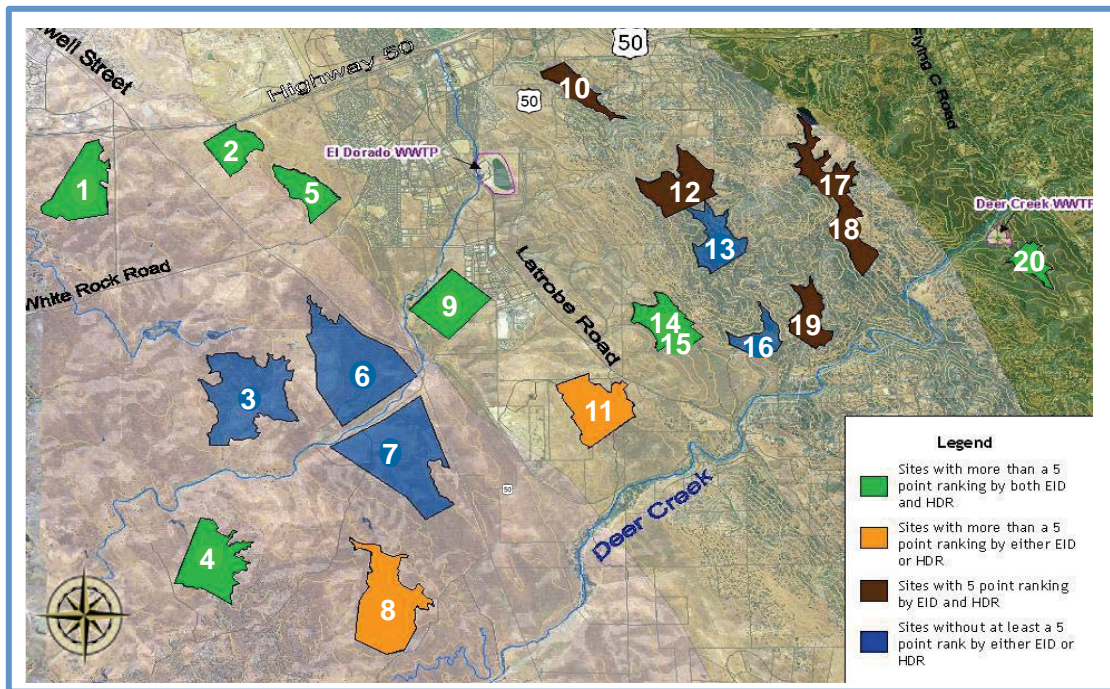 well Street
Highway 50
50
50
Flying C Road
El Dorado WWTP
Deer Creek WWTP
White Rock Road
Latrobe Road
Deer Creek
50
1
2
3
4
5
6
7
8
9
10
11
12
13
14
15
16
17
18
19
20
Legend
Sites with more than a 5
point ranking by both EID
and HDR
Sites with more than a 5
point ranking by either EID
or HDR
Sites with 5 point ranking
by EID and HDR
Sites without at least a 5
point rank by either EID or
HDR